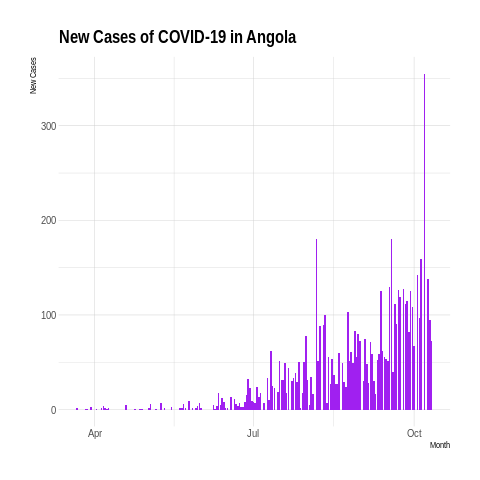 New Cases of COVID-19 in Angola
New Cases
300
200
100
0
Apr
Jul
Oct
Month